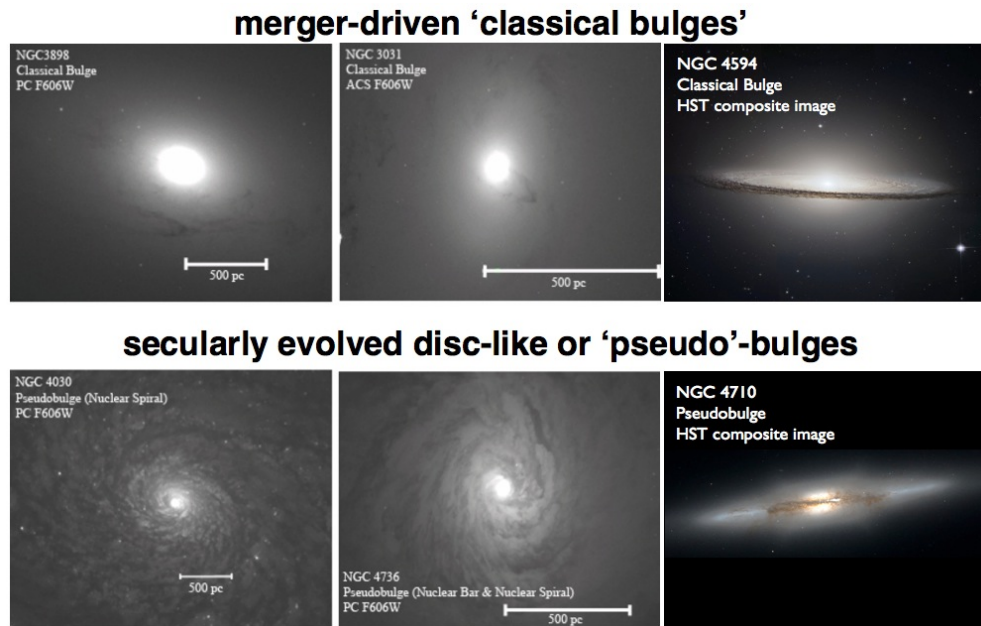 merger-driven ‘classical bulges’
NGC3898
Classical Bulge
PC F606W
500 pc
NGC 3031
Classical Bulge
ACS F606W
500 pc
NGC 4594
Classical Bulge
HST composite image
secularly evolved disc-like or ‘pseudo’-bulges
NGC 4030
Pseudobulge (Nuclear Spiral)
PC F606W
500 pc
NGC 4736
Pseudobulge (Nuclear Bar & Nuclear Spiral)
PC F606W
500 pc
NGC 4710
Pseudobulge
HST composite image